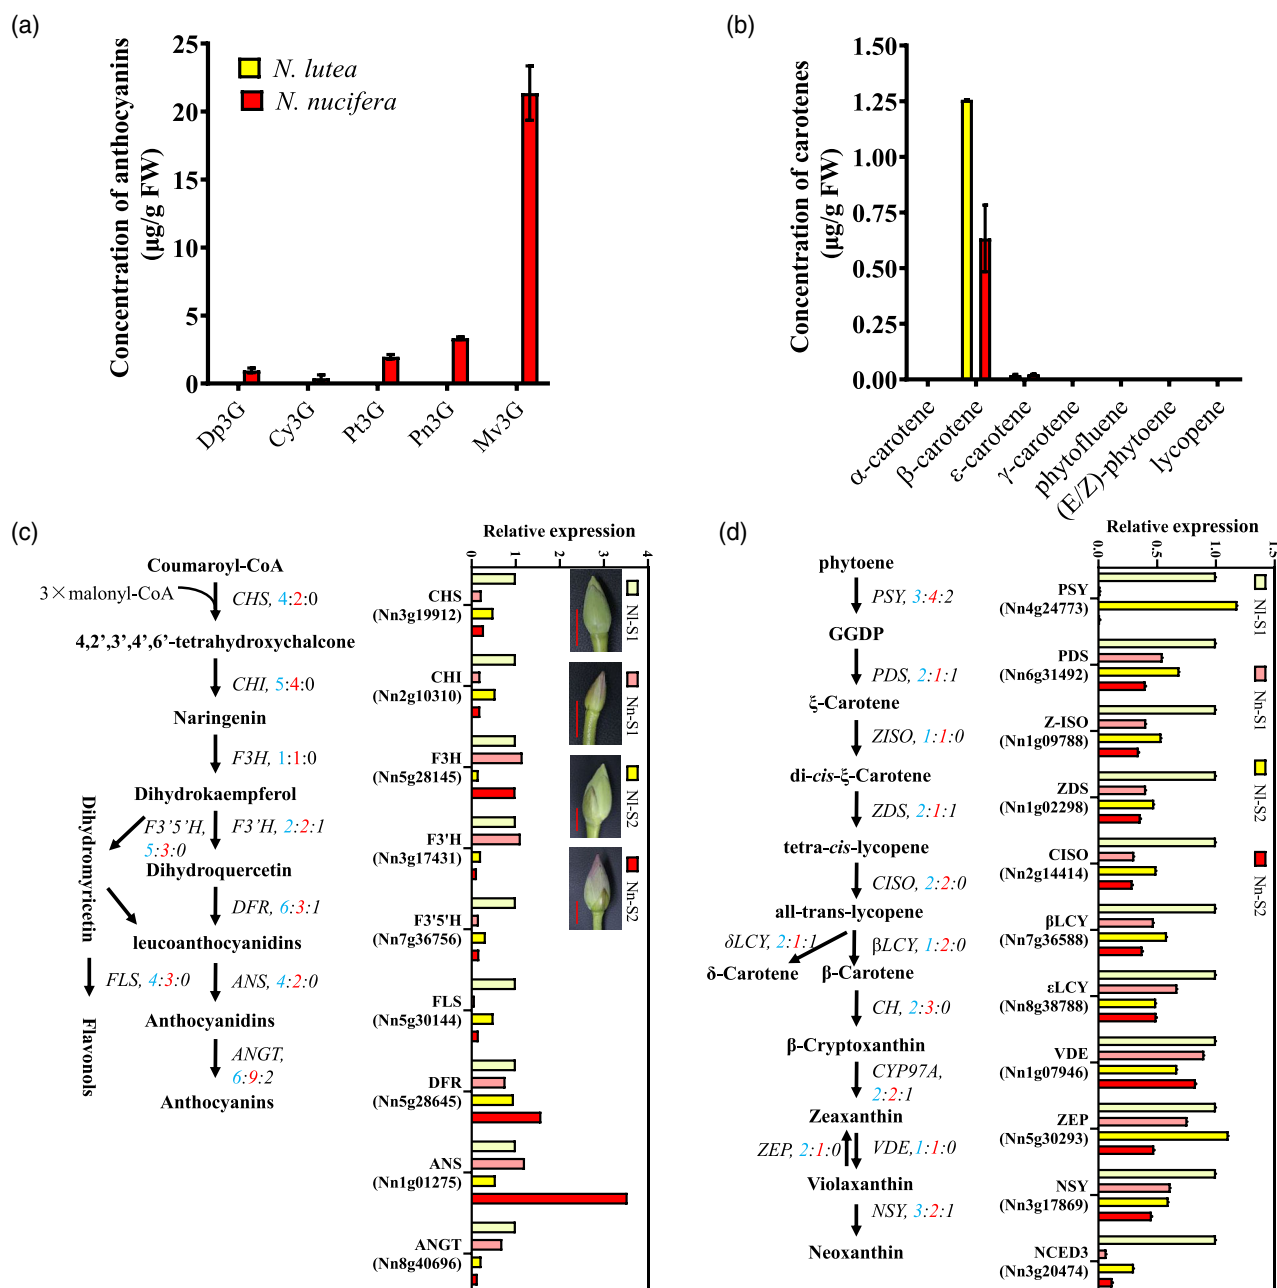 (a)
Concentration of anthocyanins
(µg/g FW)
25
20
15
10
5
0
N. lutea
N. nucifera
Dp3G
Cy3G
Pt3G
Pn3G
Mv3G
(b)
Concentration of carotenes
(µg/g FW)
1.50
1.25
1.00
0.75
0.50
0.25
0.00
α-carotene
β-carotene
ε-carotene
γ-carotene
phytofluene
(E/Z)-phytoene
lycopene
(c)
Coumaroyl-CoA
3×malonyl-CoA
CHS, 4:2:0
4,2',3',4',6'-tetrahydroxychalcone
CHI, 5:4:0
Naringenin
F3H, 1:1:0
Dihydrokaempferol
F3'5'H,
5:3:0
F3'H, 2:2:1
Dihydromyricetin
Dihydroquercetin
DFR, 6:3:1
leucoanthocyanidins
FLS, 4:3:0
ANS, 4:2:0
Anthocyanidins
Flavonols
ANGT,
6:9:2
Anthocyanins
Relative expression
0
1
2
3
4
CHS
(Nn3g19912)
CHI
(Nn2g10310)
F3H
(Nn5g28145)
F3'H
(Nn3g17431)
F3'5'H
(Nn7g36756)
FLS
(Nn5g30144)
DFR
(Nn5g28645)
ANS
(Nn1g01275)
ANGT
(Nn8g40696)
Nl-S1
Nn-S1
Nl-S2
Nn-S2
(d)
phytoene
PSY, 3:4:2
GGDP
PDS, 2:1:1
ξ-Carotene
ZISO, 1:1:0
di-cis-ξ-Carotene
ZDS, 2:1:1
tetra-cis-lycopene
CISO, 2:2:0
all-trans-lycopene
δLCY, 2:1:1
βLCY, 1:2:0
δ-Carotene
β-Carotene
CH, 2:3:0
β-Cryptoxanthin
CYP97A,
2:2:1
Zeaxanthin
ZEP, 2:1:0
VDE, 1:1:0
Violaxanthin
NSY, 3:2:1
Neoxanthin
Relative expression
0.0
0.5
1.0
1.5
PSY
(Nn4g24773)
PDS
(Nn6g31492)
Z-ISO
(Nn1g09788)
ZDS
(Nn1g02298)
CISO
(Nn2g14414)
βLCY
(Nn7g36588)
εLCY
(Nn8g38788)
VDE
(Nn1g07946)
ZEP
(Nn5g30293)
NSY
(Nn3g17869)
NCED3
(Nn3g20474)
Nl-S1
Nn-S1
Nl-S2
Nn-S2